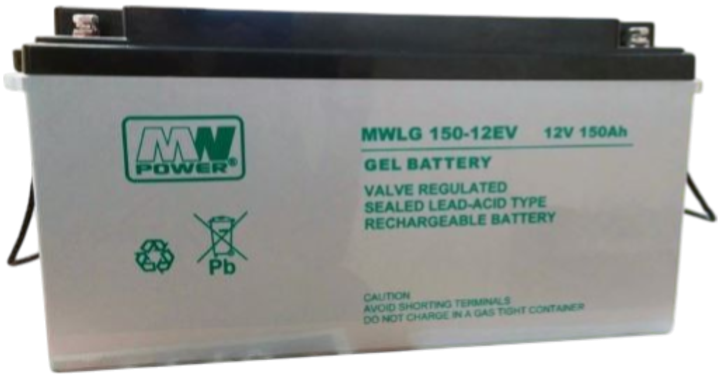 MW
POWER®
MWLG 150-12EV 12V 150Ah
GEL BATTERY
VALVE REGULATED
SEALED LEAD-ACID TYPE
RECHARGEABLE BATTERY
Pb
CAUTION
AVOID SHORTING TERMINALS
DO NOT CHARGE IN A GAS TIGHT CONTAINER